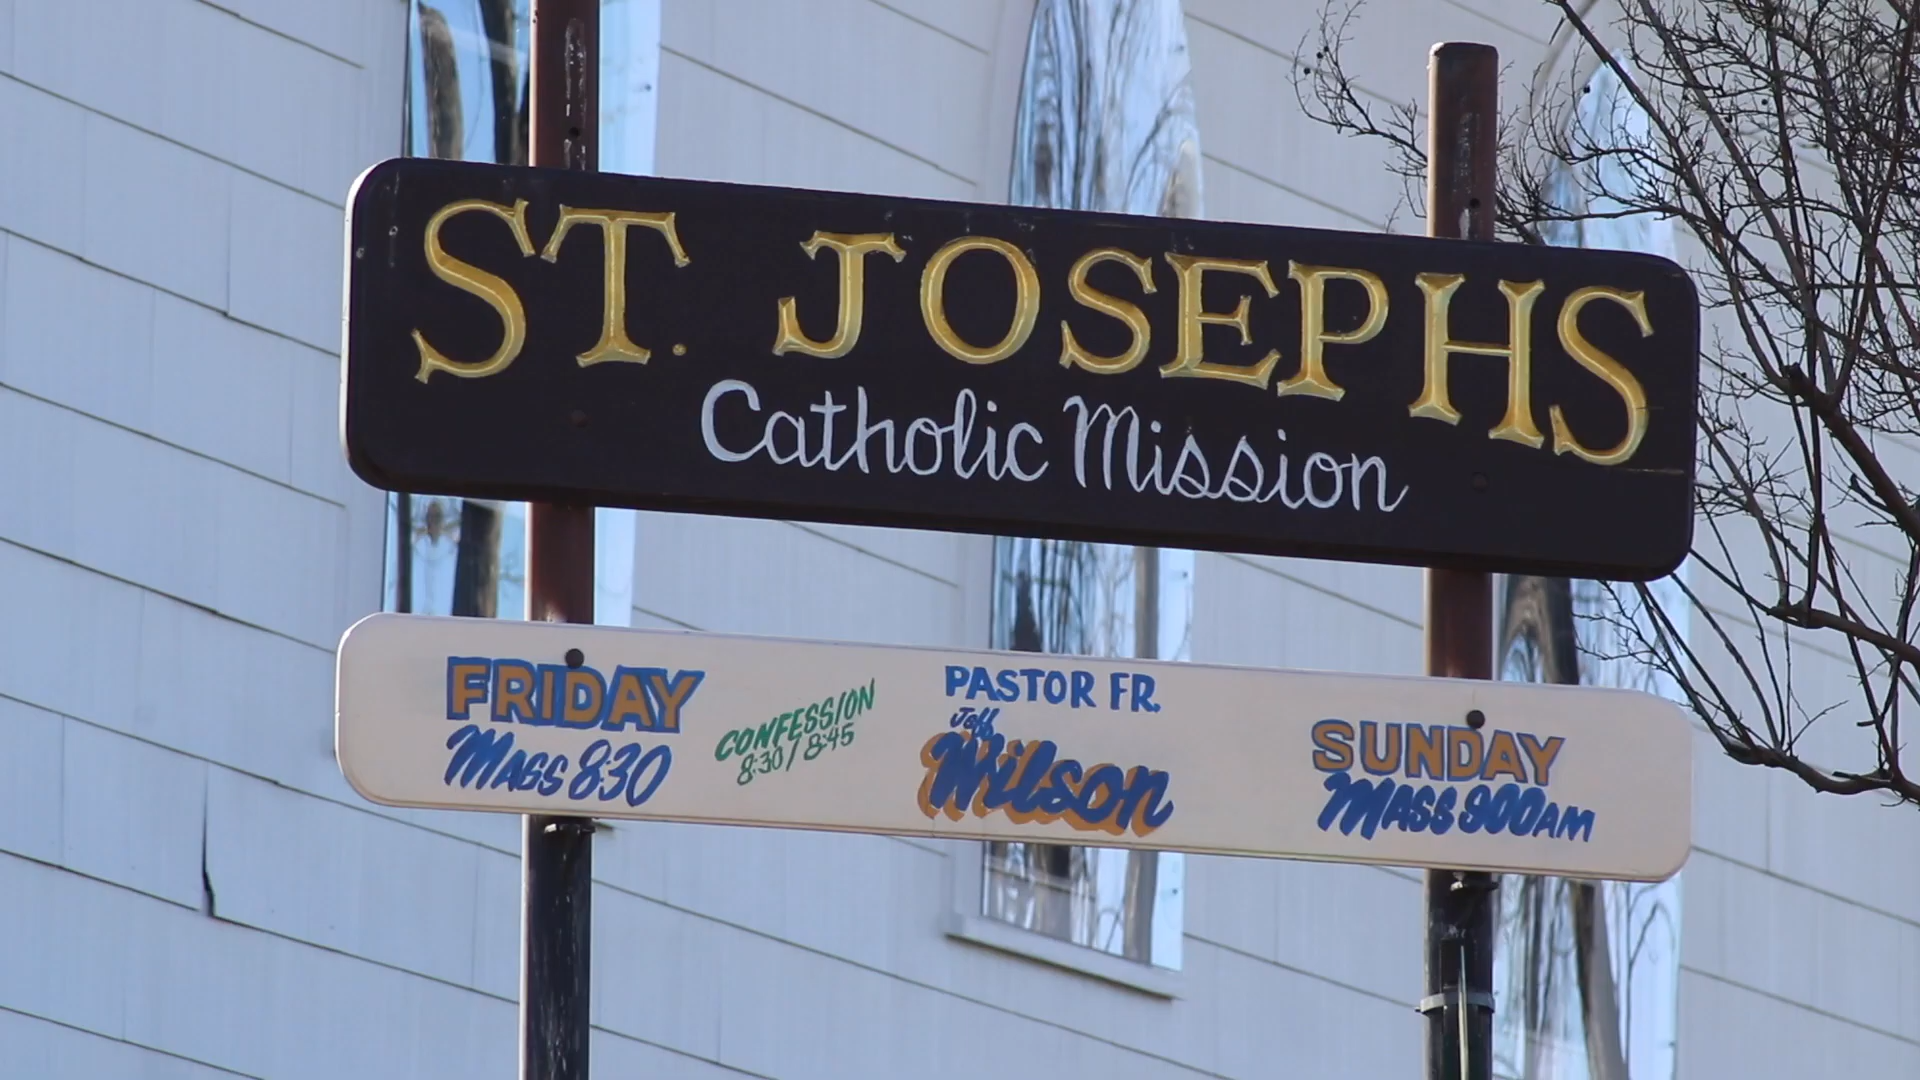 ST. JOSEPHS
Catholic Mission
FRIDAY
MASS 8:30
CONFESSION
8:30 / 8:45
PASTOR FR.
Jeff
Wilson
SUNDAY
MASS 900AM